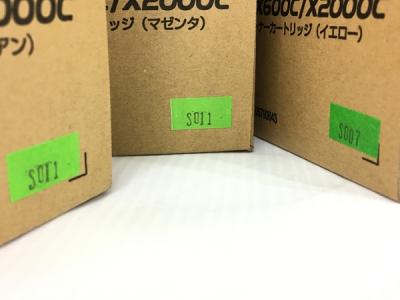 000C
アン)
S011
/X2000C
ッジ(マゼンタ)
S011
X600C/X2000C
ナーカートリッジ(イエロー)
S007